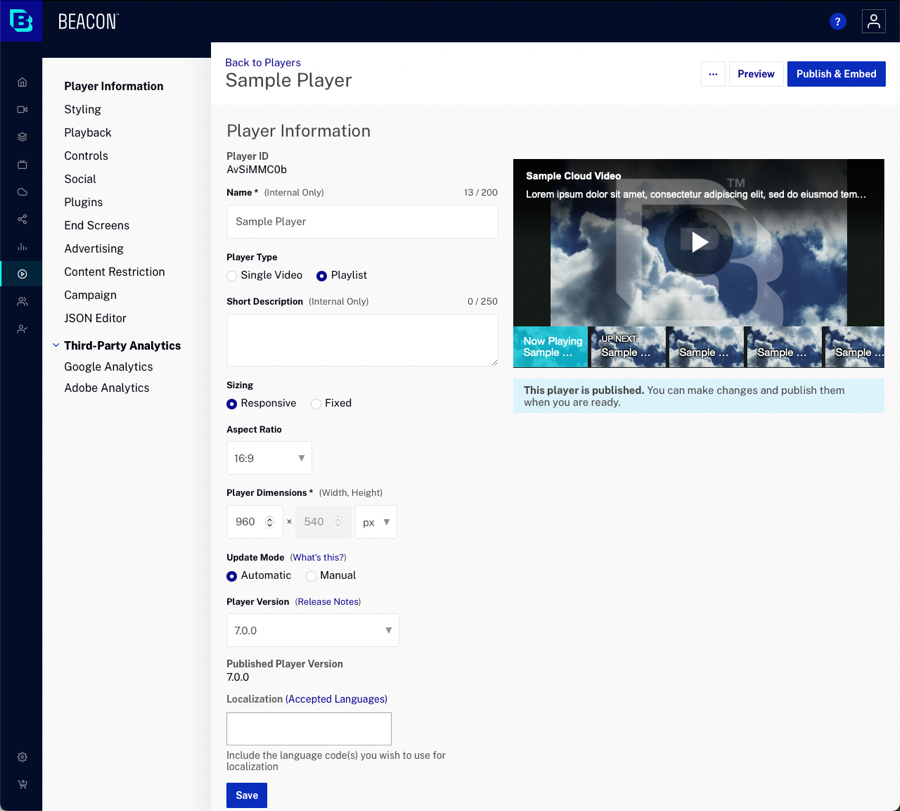 BEACON
?
Back to Players
Sample Player
...
Preview
Publish & Embed
Player Information
Styling
Playback
Controls
Social
Plugins
End Screens
Advertising
Content Restriction
Campaign
JSON Editor
Third-Party Analytics
Google Analytics
Adobe Analytics
Player Information
Player ID
AvSiMMC0b
Name * (Internal Only) 13 / 200
Sample Player
Player Type
Single Video Playlist
Short Description (Internal Only) 0 / 250
Sizing
Responsive Fixed
Aspect Ratio
16:9
Player Dimensions * (Width, Height)
960 × 540 px
Update Mode (What's this?)
Automatic Manual
Player Version (Release Notes)
7.0.0
Published Player Version
7.0.0
Localization (Accepted Languages)
Include the language code(s) you wish to use for
localization
Save
Sample Cloud Video
TM
Lorem ipsum dolor sit amet, consectetur adipiscing elit, sed do eiusmod tem...
Now Playing
Sample ...
UP NEXT
Sample ...
Sample ...
Sample ...
Sample ...
This player is published. You can make changes and publish them
when you are ready.